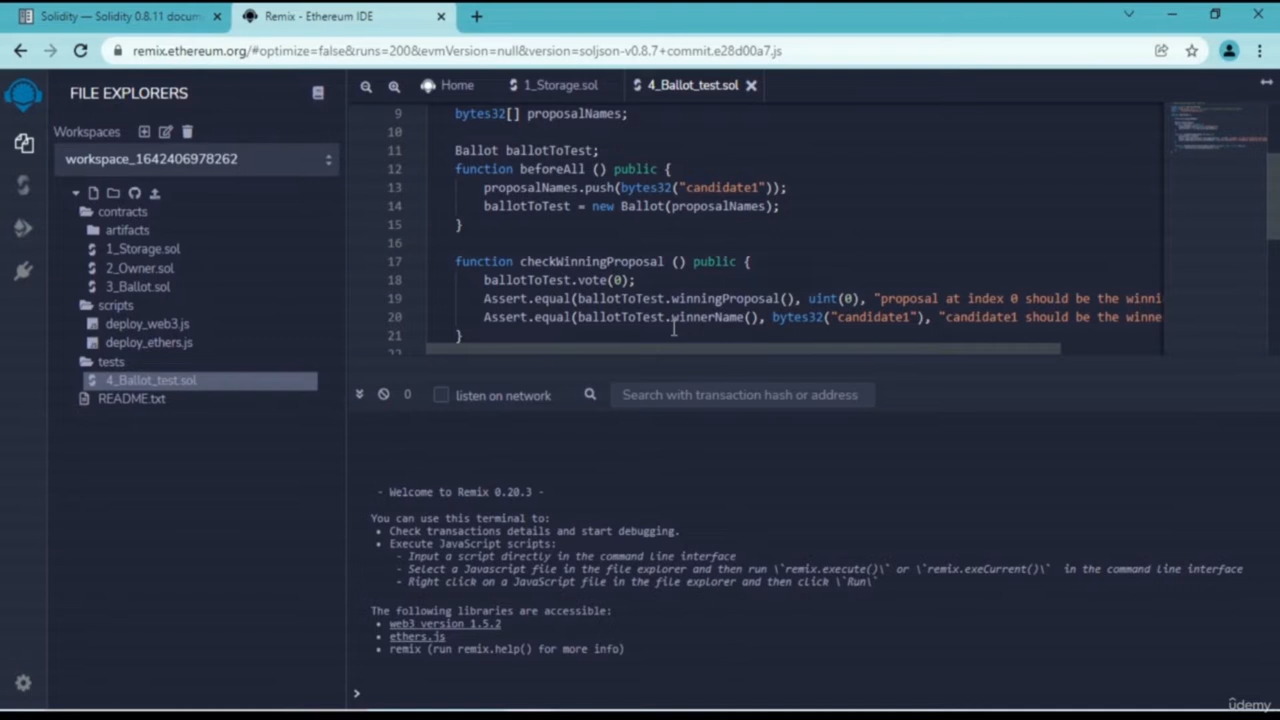 Solidity — Solidity 0.8.11 docum
Remix - Ethereum IDE
remix.ethereum.org/#optimize=false&runs=200&evmVersion=null&version=soljson-v0.8.7+commit.e28d00a7.js
FILE EXPLORERS
Workspaces
workspace_1642406978262
contracts
artifacts
1_Storage.sol
2_Owner.sol
3_Ballot.sol
scripts
deploy_web3.js
deploy_ethers.js
tests
4_Ballot_test.sol
README.txt
Home
1_Storage.sol
4_Ballot_test.sol
9 bytes32[] proposalNames;
10
11 Ballot ballotToTest;
12 function beforeAll () public {
13 proposalNames.push(bytes32("candidate1"));
14 ballotToTest = new Ballot(proposalNames);
15 }
16
17 function checkWinningProposal () public {
18 ballotToTest.vote(0);
19 Assert.equal(ballotToTest.winningProposal(), uint(0), "proposal at index 0 should be the winni
20 Assert.equal(ballotToTest.winnerName(), bytes32("candidate1"), "candidate1 should be the winne
21 }
22
0
listen on network
Search with transaction hash or address
- Welcome to Remix 0.20.3 -
You can use this terminal to:
• Check transactions details and start debugging.
• Execute JavaScript scripts:
- Input a script directly in the command line interface
- Select a Javascript file in the file explorer and then run \`remix.execute()\` or \`remix.exeCurrent()\` in the command line interface
- Right click on a JavaScript file in the file explorer and then click \`Run\`
The following libraries are accessible:
• web3 version 1.5.2
• ethers.js
• remix (run remix.help() for more info)
>
ûdemy